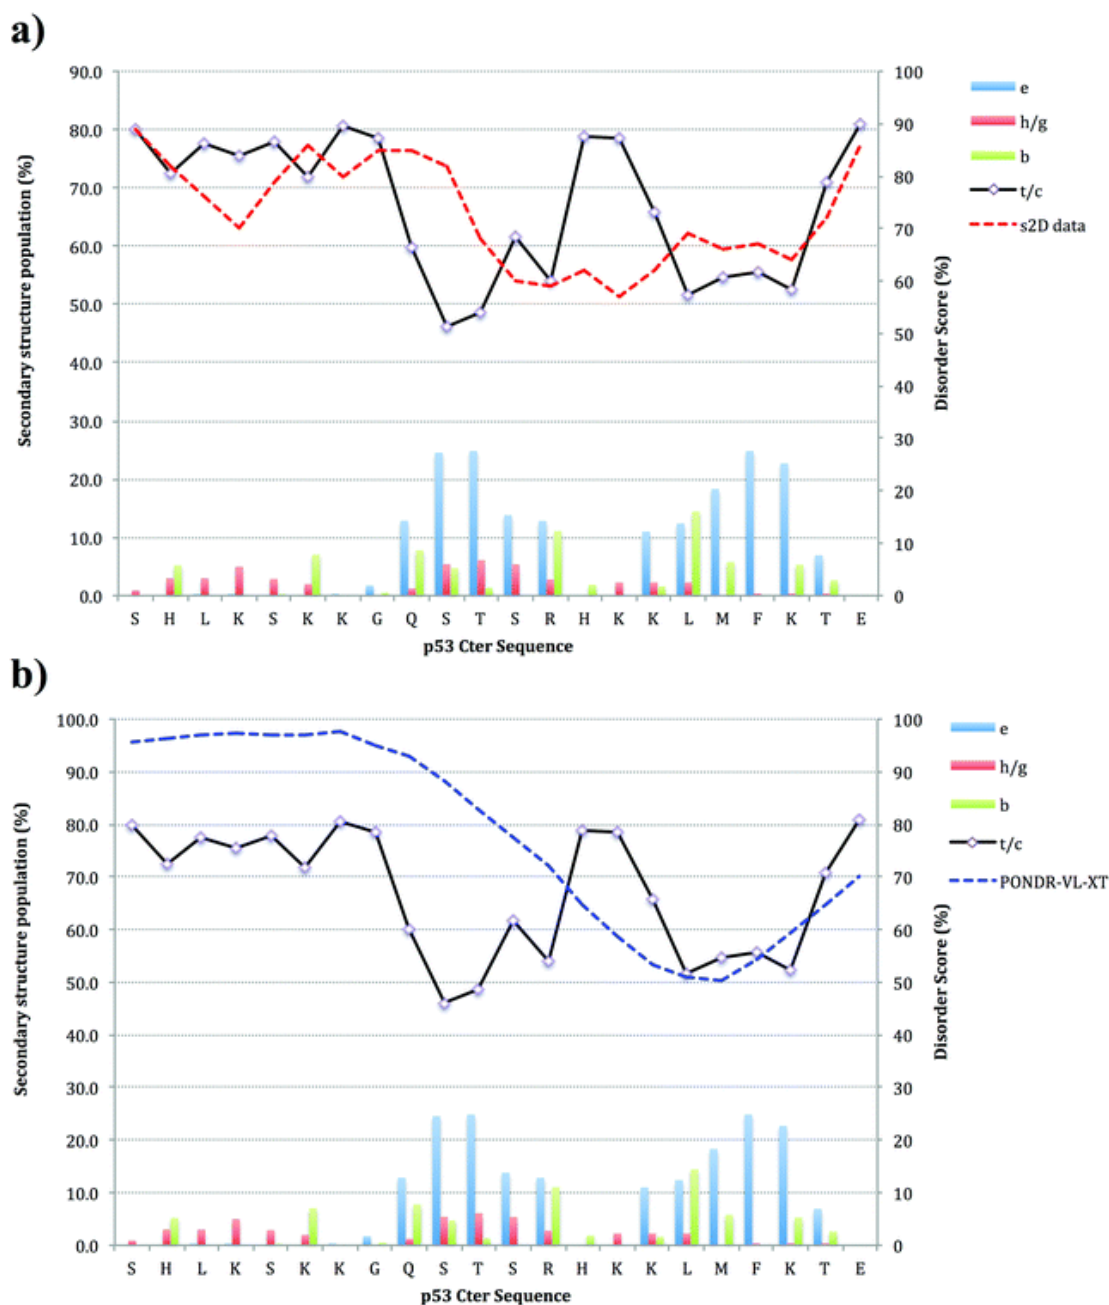 a)
90.0
80.0
70.0
60.0
50.0
40.0
30.0
20.0
10.0
0.0
Secondary structure population (%)
100
90
80
70
60
50
40
30
20
10
0
Disorder Score (%)
S H L K S K K G Q S T S R H K K L M F K T E
p53 Cter Sequence
e
h/g
b
t/c
s2D data
b)
100.0
90.0
80.0
70.0
60.0
50.0
40.0
30.0
20.0
10.0
0.0
Secondary structure population (%)
100
90
80
70
60
50
40
30
20
10
0
Disorder Score (%)
S H L K S K K G Q S T S R H K K L M F K T E
p53 Cter Sequence
e
h/g
b
t/c
PONDR-VL-XT